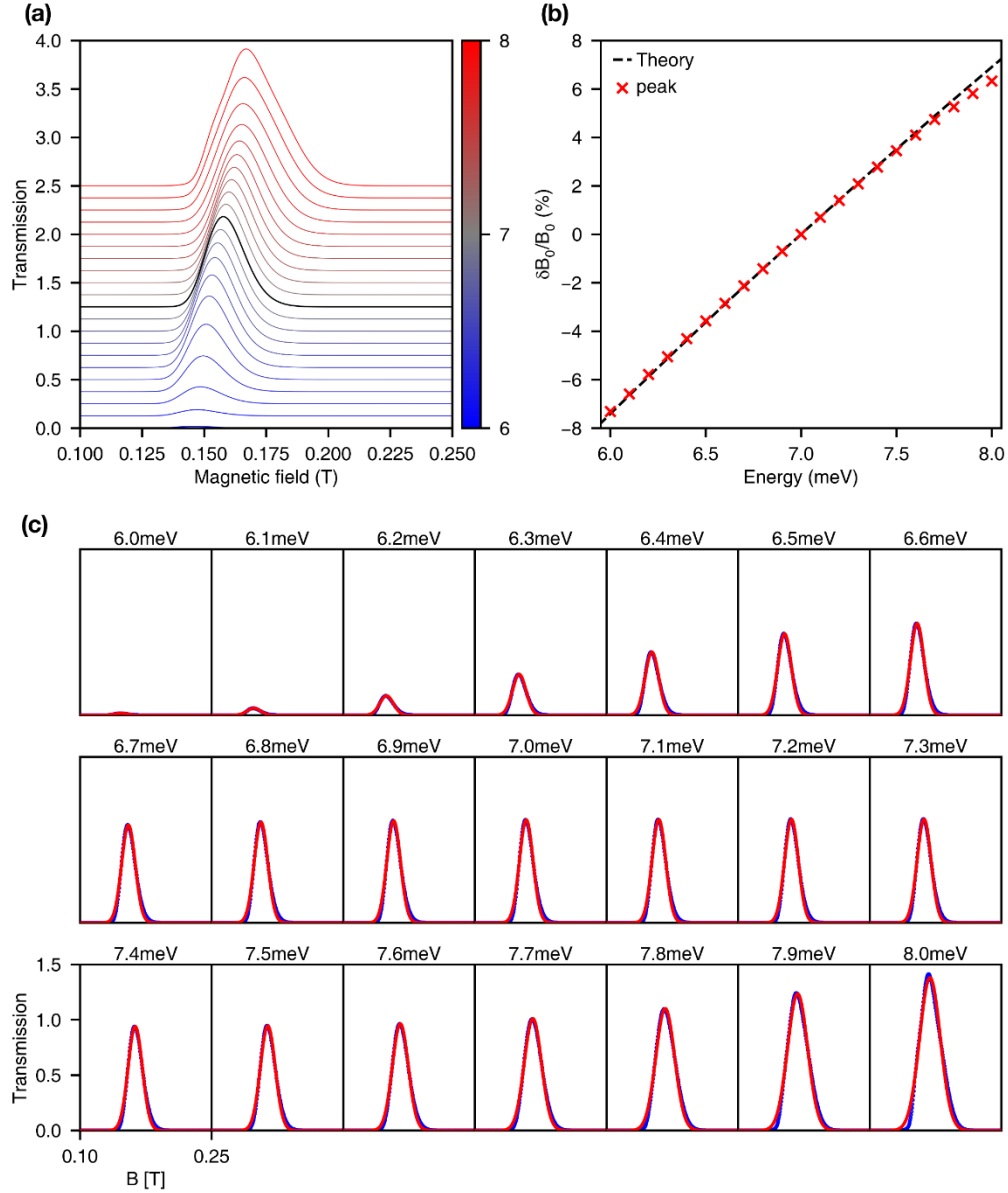 (a)
4.0
3.5
3.0
2.5
2.0
1.5
1.0
0.5
0.0
Transmission
0.100 0.125 0.150 0.175 0.200 0.225 0.250
Magnetic field (T)
8
7
6
(b)
8
6
4
2
0
−2
−4
−6
−8
δB₀/B₀ (%)
Theory
peak
6.0 6.5 7.0 7.5 8.0
Energy (meV)
(c)
6.0meV 6.1meV 6.2meV 6.3meV 6.4meV 6.5meV 6.6meV
6.7meV 6.8meV 6.9meV 7.0meV 7.1meV 7.2meV 7.3meV
7.4meV 7.5meV 7.6meV 7.7meV 7.8meV 7.9meV 8.0meV
1.5
1.0
0.5
0.0
Transmission
0.10 0.25
B [T]